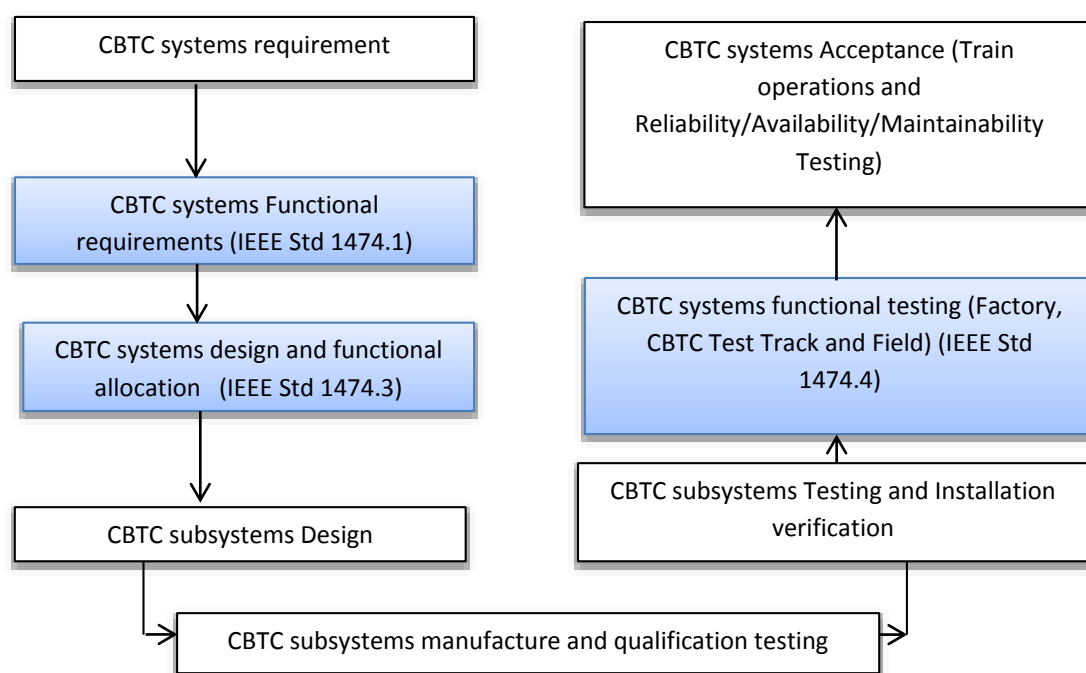 CBTC systems requirement
CBTC systems Functional
requirements (IEEE Std 1474.1)
CBTC systems design and functional
allocation (IEEE Std 1474.3)
CBTC subsystems Design
CBTC subsystems manufacture and qualification testing
CBTC subsystems Testing and Installation
verification
CBTC systems functional testing (Factory,
CBTC Test Track and Field) (IEEE Std
1474.4)
CBTC systems Acceptance (Train
operations and
Reliability/Availability/Maintainability
Testing)